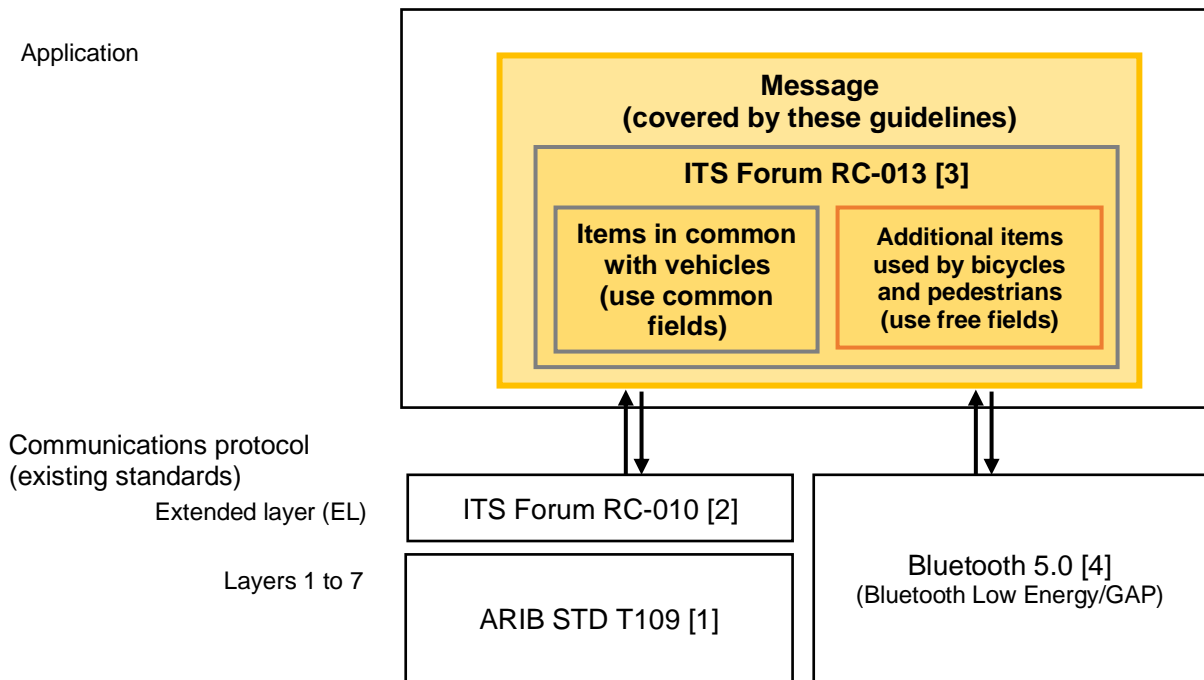 Application
Message
(covered by these guidelines)
ITS Forum RC-013 [3]
Items in common
with vehicles
(use common
fields)
Additional items
used by bicycles
and pedestrians
(use free fields)
Communications protocol
(existing standards)
Extended layer (EL)
ITS Forum RC-010 [2]
Layers 1 to 7
ARIB STD T109 [1]
Bluetooth 5.0 [4]
(Bluetooth Low Energy/GAP)